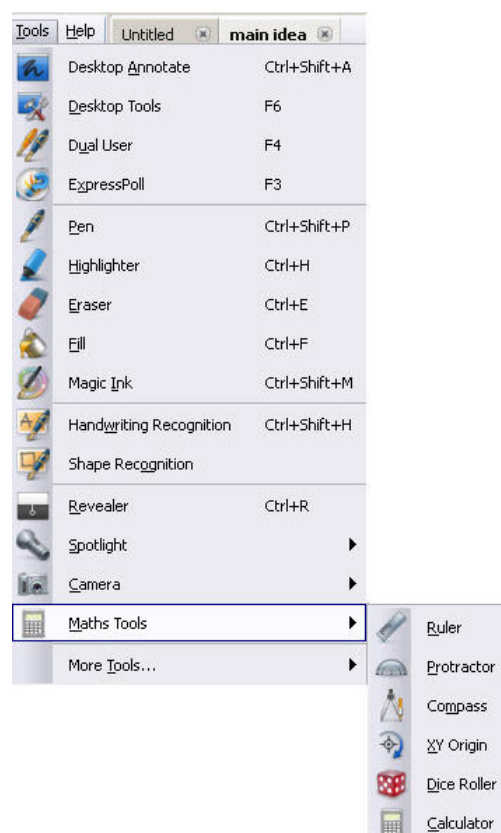 Tools Help Untitled main idea
Desktop Annotate Ctrl+Shift+A
Desktop Tools F6
Dual User F4
ExpressPoll F3
Pen Ctrl+Shift+P
Highlighter Ctrl+H
Eraser Ctrl+E
Fill Ctrl+F
Magic Ink Ctrl+Shift+M
Handwriting Recognition Ctrl+Shift+H
Shape Recognition
Revealer Ctrl+R
Spotlight
Camera
Maths Tools
Ruler
More Tools...
Protractor
Compass
XY Origin
Dice Roller
Calculator